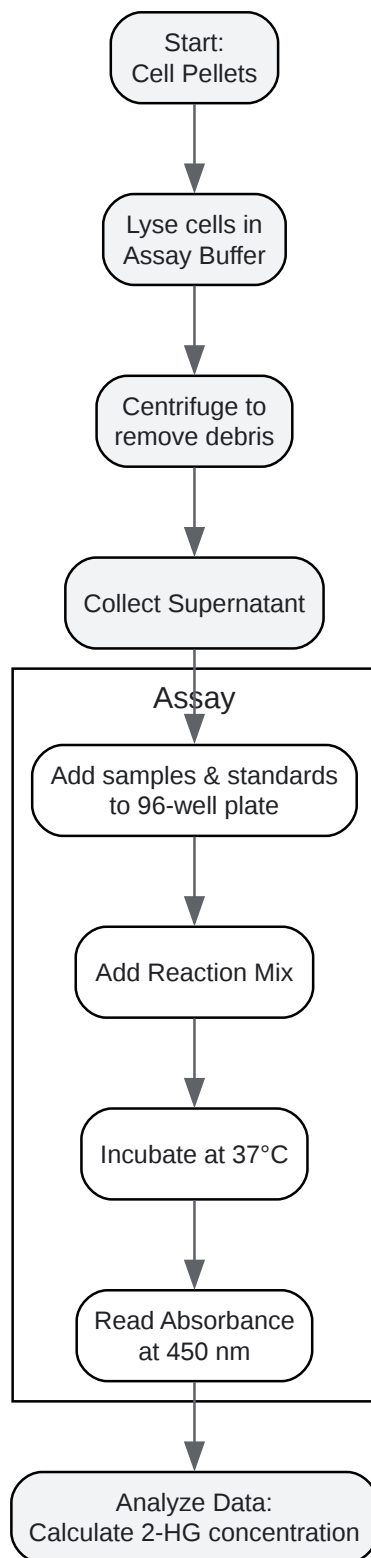 Start:
Cell Pellets
Lyse cells in
Assay Buffer
Centrifuge to
remove debris
Collect Supernatant
Assay
Add samples & standards
to 96-well plate
Add Reaction Mix
Incubate at 37°C
Read Absorbance
at 450 nm
Analyze Data:
Calculate 2-HG concentration